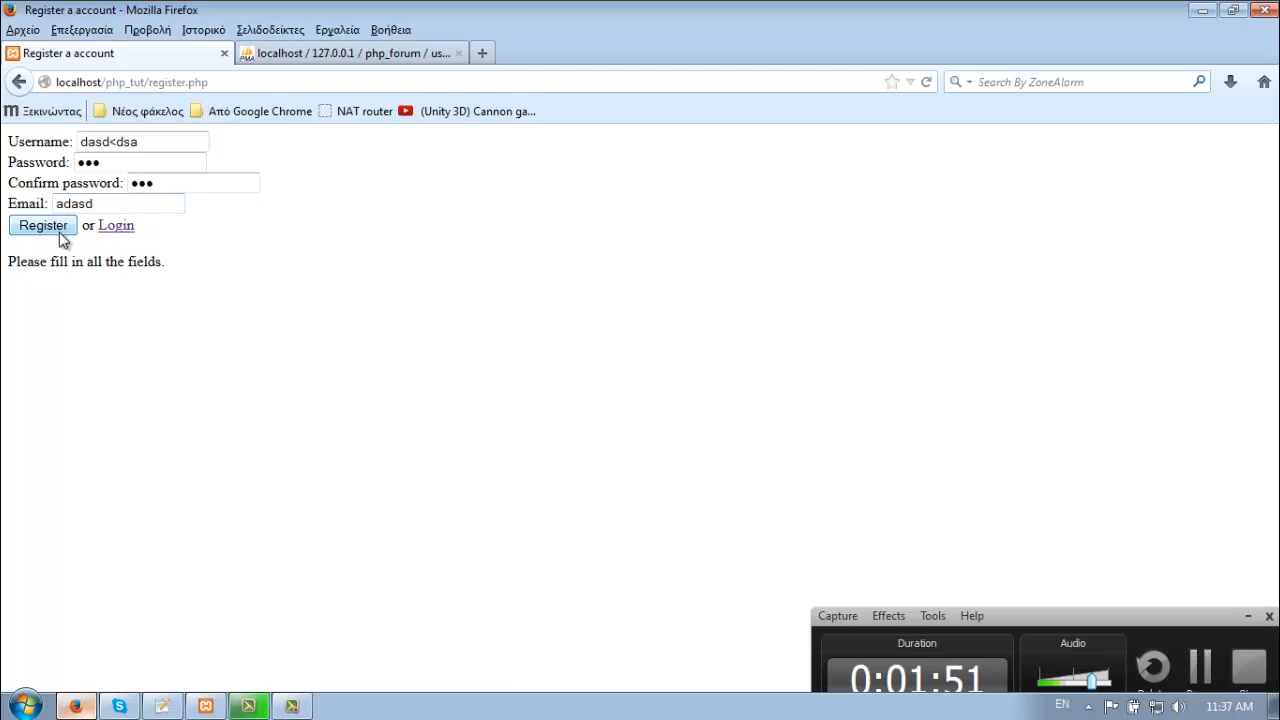 Register a account - Mozilla Firefox
Αρχείο Επεξεργασία Προβολή Ιστορικό Σελιδοδείκτες Εργαλεία Βοήθεια
Register a account × localhost / 127.0.0.1 / php_forum / us... × +
localhost/php_tut/register.php Search By ZoneAlarm
Ξεκινώντας Νέος φάκελος Από Google Chrome NAT router (Unity 3D) Cannon ga...
Username: dasd<dsa
Password: ●●●
Confirm password: ●●●
Email: adasd
Register or Login
Please fill in all the fields.
Capture Effects Tools Help
Duration Audio
0:01:51
EN 11:37 AM